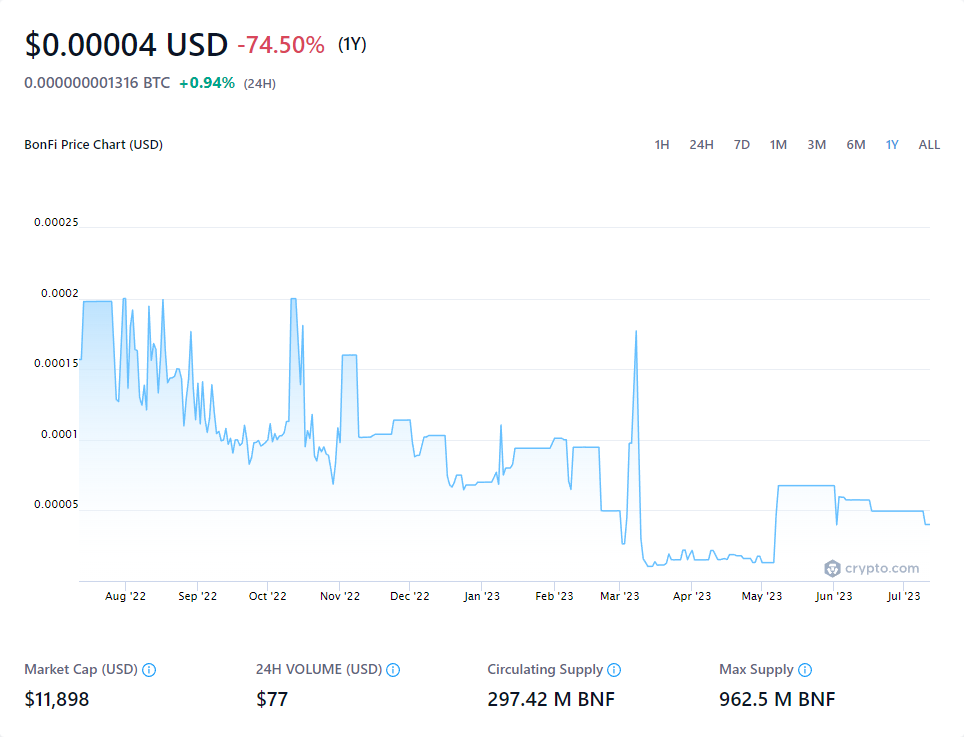 $0.00004 USD -74.50% (1Y)
0.000000001316 BTC +0.94% (24H)
BonFi Price Chart (USD) 1H 24H 7D 1M 3M 6M 1Y ALL
0.00025
0.0002
0.00015
0.0001
0.00005
crypto.com
Aug '22 Sep '22 Oct '22 Nov '22 Dec '22 Jan '23 Feb '23 Mar '23 Apr '23 May '23 Jun '23 Jul '23
Market Cap (USD) 24H VOLUME (USD) Circulating Supply Max Supply
$11,898 $77 297.42 M BNF 962.5 M BNF